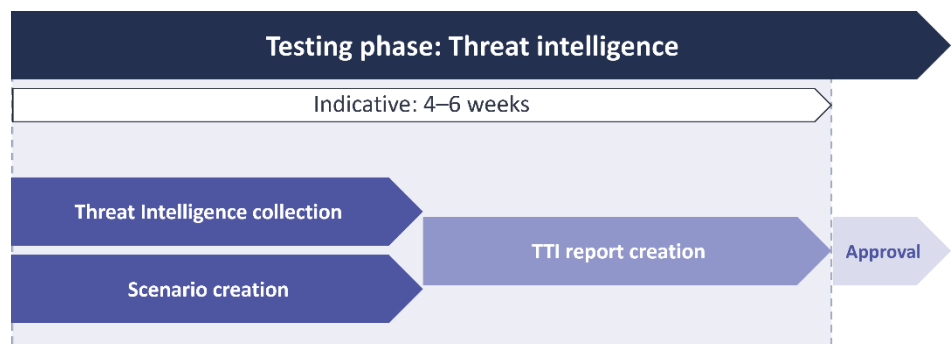 Testing phase: Threat intelligence
Indicative: 4–6 weeks
Threat Intelligence collection
Scenario creation
TTI report creation
Approval